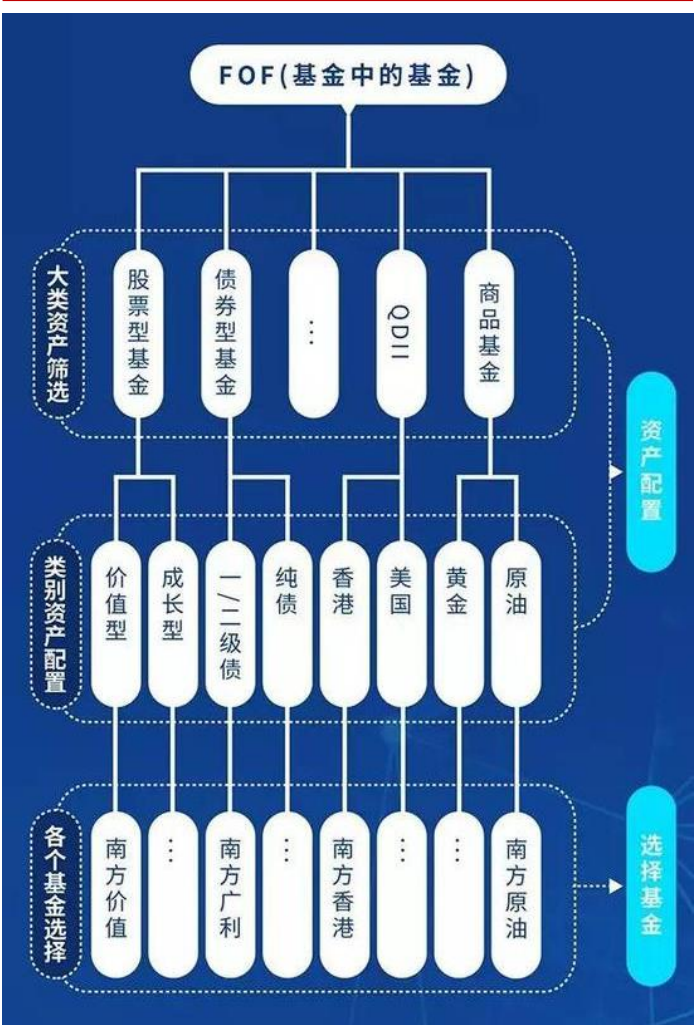 FOF(基金中的基金)
大类资产筛选
股票型基金
债券型基金
...
QDII
商品基金
资产配置
类别资产配置
价值型
成长型
一/二级债
纯债
香港
美国
黄金
原油
各个基金选择
南方价值
...
南方广利
...
南方香港
...
...
南方原油
选择基金